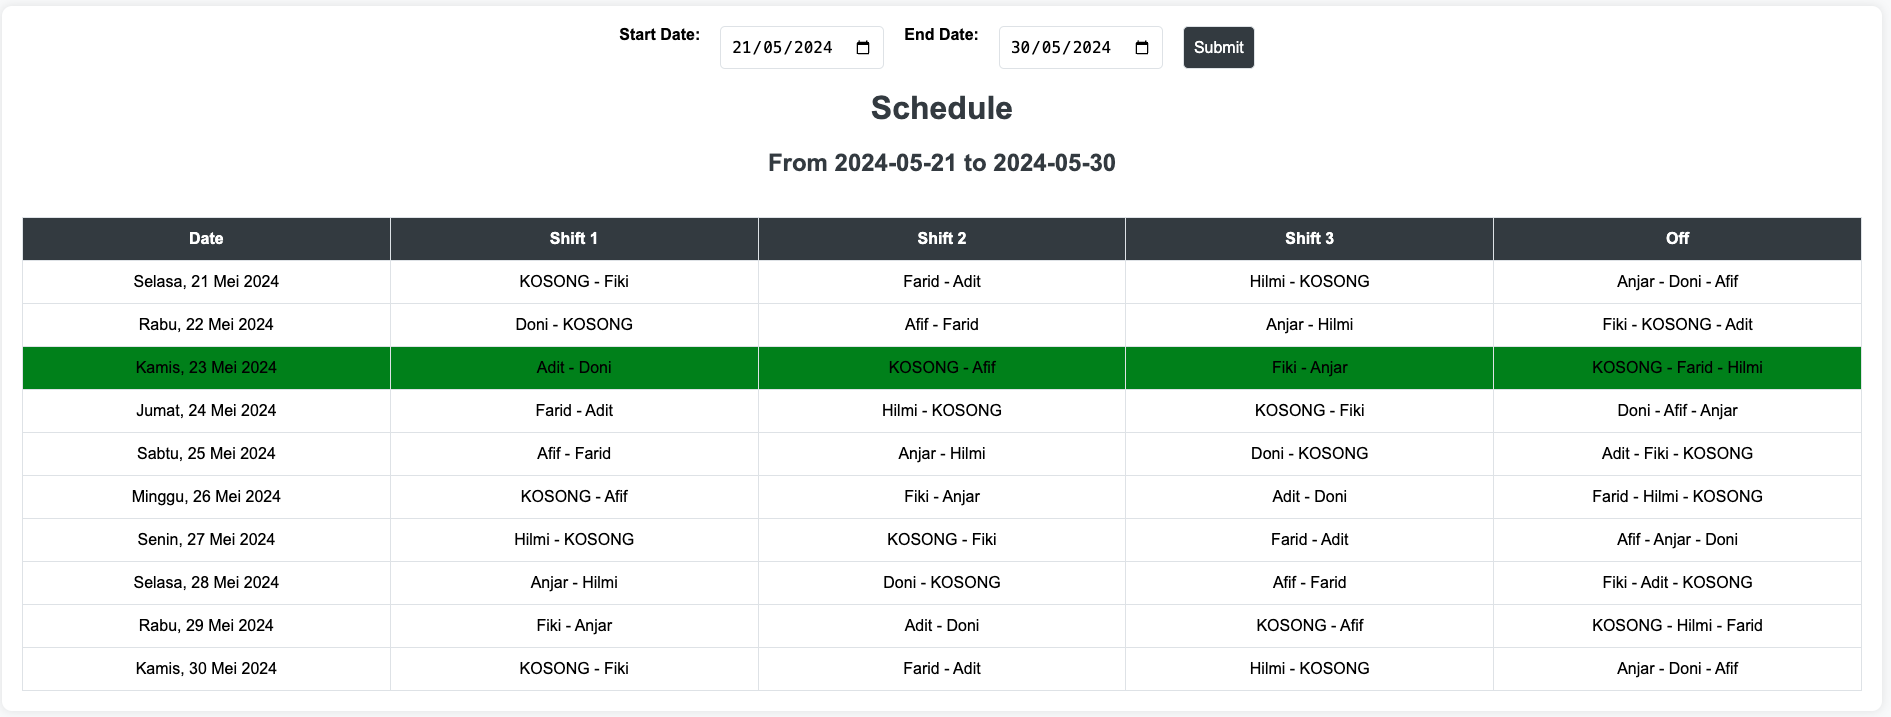 Start Date: 21/05/2024 End Date: 30/05/2024 Submit
Schedule
From 2024-05-21 to 2024-05-30
Date Shift 1 Shift 2 Shift 3 Off
Selasa, 21 Mei 2024 KOSONG - Fiki Farid - Adit Hilmi - KOSONG Anjar - Doni - Afif
Rabu, 22 Mei 2024 Doni - KOSONG Afif - Farid Anjar - Hilmi Fiki - KOSONG - Adit
Kamis, 23 Mei 2024 Adit - Doni KOSONG - Afif Fiki - Anjar KOSONG - Farid - Hilmi
Jumat, 24 Mei 2024 Farid - Adit Hilmi - KOSONG KOSONG - Fiki Doni - Afif - Anjar
Sabtu, 25 Mei 2024 Afif - Farid Anjar - Hilmi Doni - KOSONG Adit - Fiki - KOSONG
Minggu, 26 Mei 2024 KOSONG - Afif Fiki - Anjar Adit - Doni Farid - Hilmi - KOSONG
Senin, 27 Mei 2024 Hilmi - KOSONG KOSONG - Fiki Farid - Adit Afif - Anjar - Doni
Selasa, 28 Mei 2024 Anjar - Hilmi Doni - KOSONG Afif - Farid Fiki - Adit - KOSONG
Rabu, 29 Mei 2024 Fiki - Anjar Adit - Doni KOSONG - Afif KOSONG - Hilmi - Farid
Kamis, 30 Mei 2024 KOSONG - Fiki Farid - Adit Hilmi - KOSONG Anjar - Doni - Afif